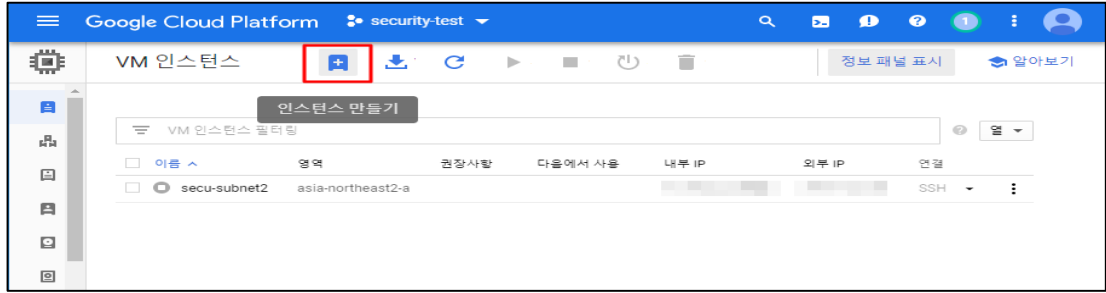 Google Cloud Platform security-test 1
VM 인스턴스 정보 패널 표시 알아보기
인스턴스 만들기
VM 인스턴스 필터링 열
이름 영역 권장사항 다음에서 사용 내부 IP 외부 IP 연결
secu-subnet2 asia-northeast2-a SSH